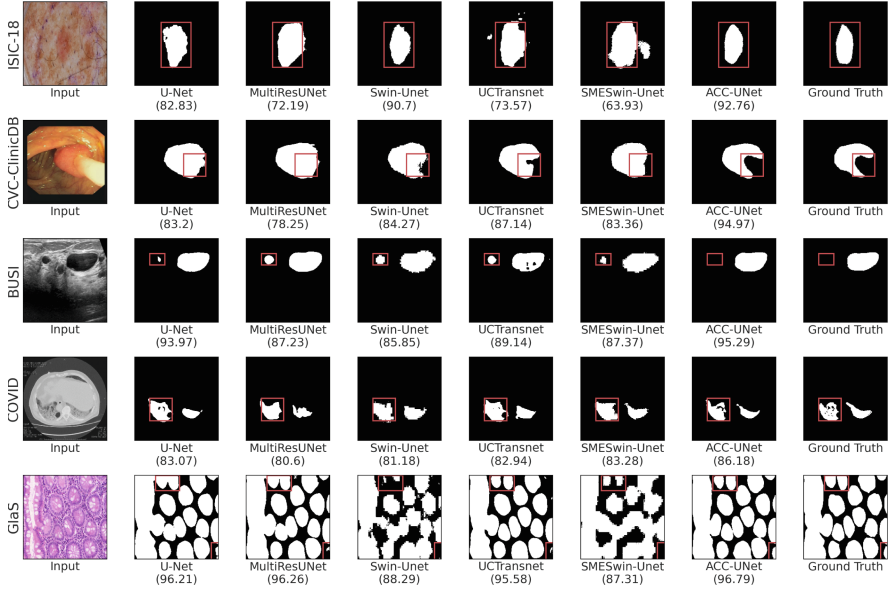 ISIC-18
Input U-Net MultiResUNet Swin-Unet UCTransnet SMESwin-Unet ACC-UNet Ground Truth
(82.83) (72.19) (90.7) (73.57) (63.93) (92.76)
CVC-ClinicDB
Input U-Net MultiResUNet Swin-Unet UCTransnet SMESwin-Unet ACC-UNet Ground Truth
(83.2) (78.25) (84.27) (87.14) (83.36) (94.97)
BUSI
Input U-Net MultiResUNet Swin-Unet UCTransnet SMESwin-Unet ACC-UNet Ground Truth
(93.97) (87.23) (85.85) (89.14) (87.37) (95.29)
COVID
Input U-Net MultiResUNet Swin-Unet UCTransnet SMESwin-Unet ACC-UNet Ground Truth
(83.07) (80.6) (81.18) (82.94) (83.28) (86.18)
GlaS
Input U-Net MultiResUNet Swin-Unet UCTransnet SMESwin-Unet ACC-UNet Ground Truth
(96.21) (96.26) (88.29) (95.58) (87.31) (96.79)